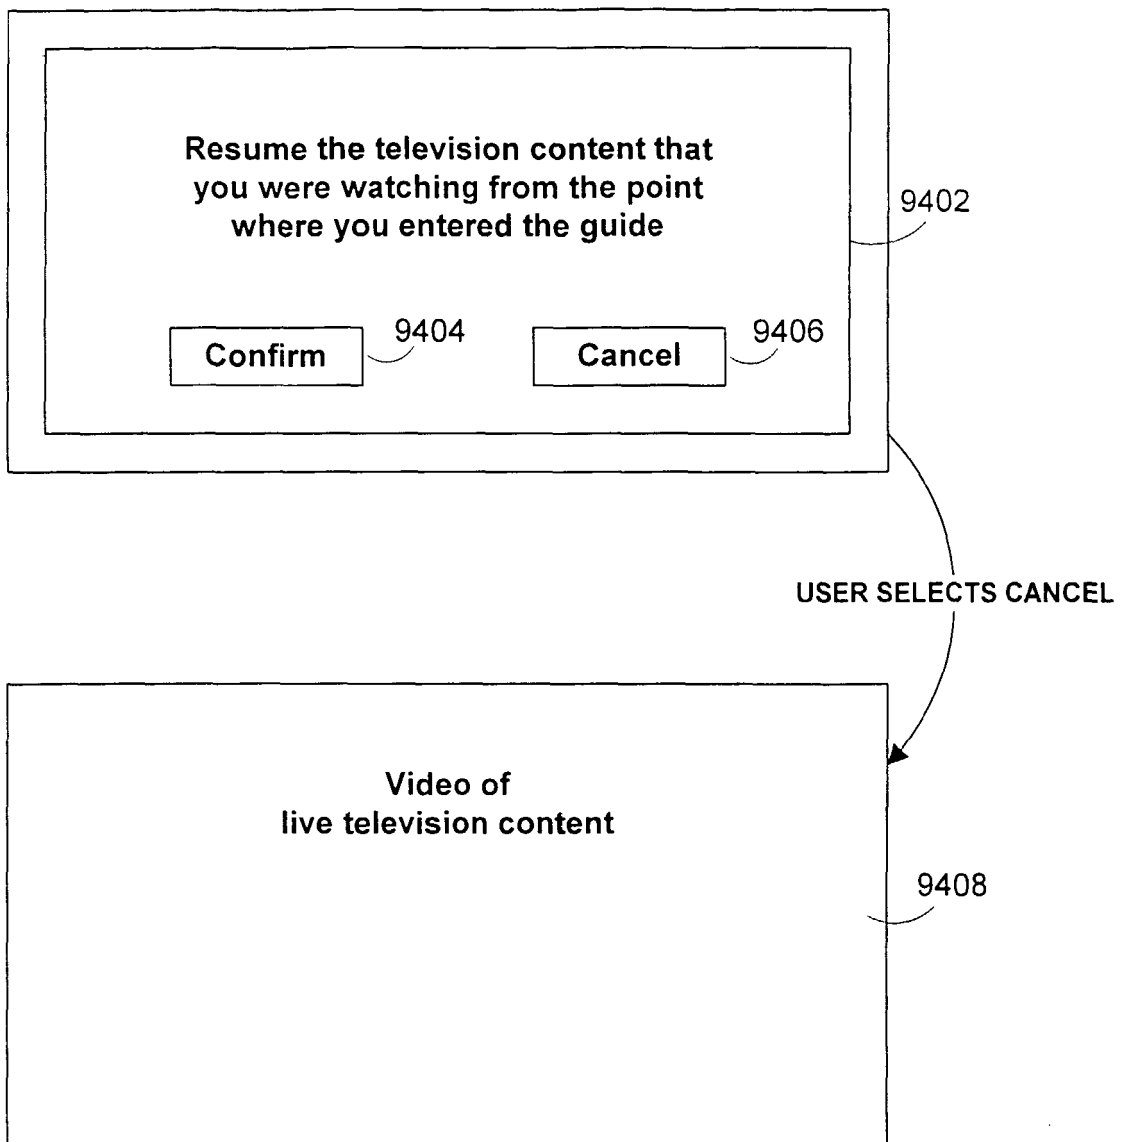 Resume the television content that
you were watching from the point
where you entered the guide
9402
Confirm
9404
Cancel
9406
USER SELECTS CANCEL
Video of
live television content
9408